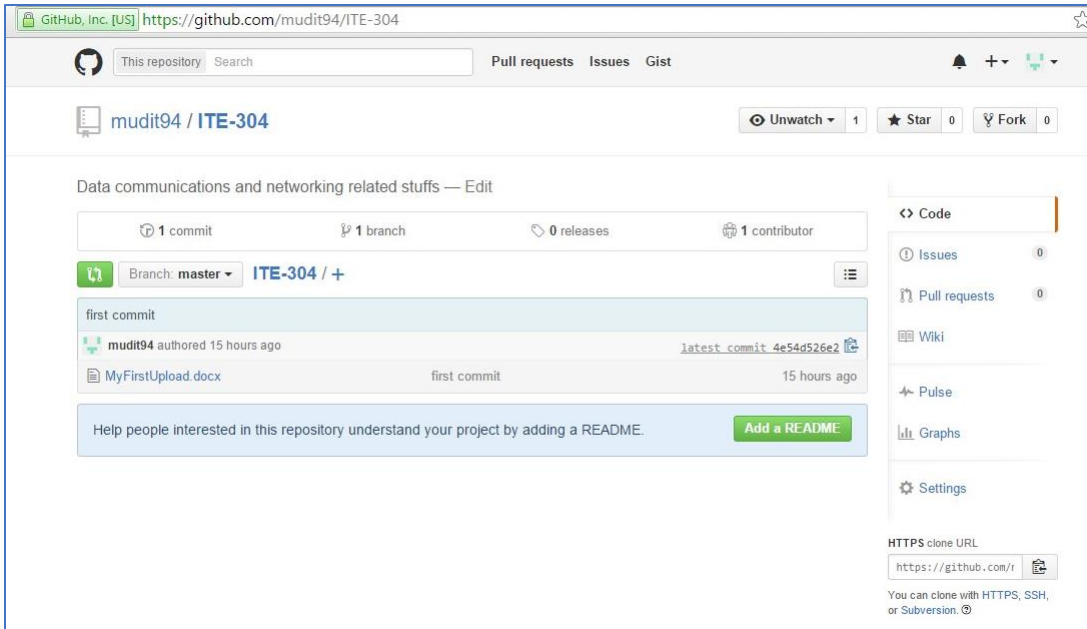 GitHub, Inc. [US] https://github.com/mudit94/ITE-304
This repository Search Pull requests Issues Gist
mudit94 / ITE-304 Unwatch 1 Star 0 Fork 0
Data communications and networking related stuffs — Edit
1 commit 1 branch 0 releases 1 contributor
Branch: master ITE-304 / +
first commit
mudit94 authored 15 hours ago latest commit 4e54d526e2
MyFirstUpload.docx first commit 15 hours ago
Help people interested in this repository understand your project by adding a README. Add a README
Code
Issues 0
Pull requests 0
Wiki
Pulse
Graphs
Settings
HTTPS clone URL
https://github.com/
You can clone with HTTPS, SSH,
or Subversion.